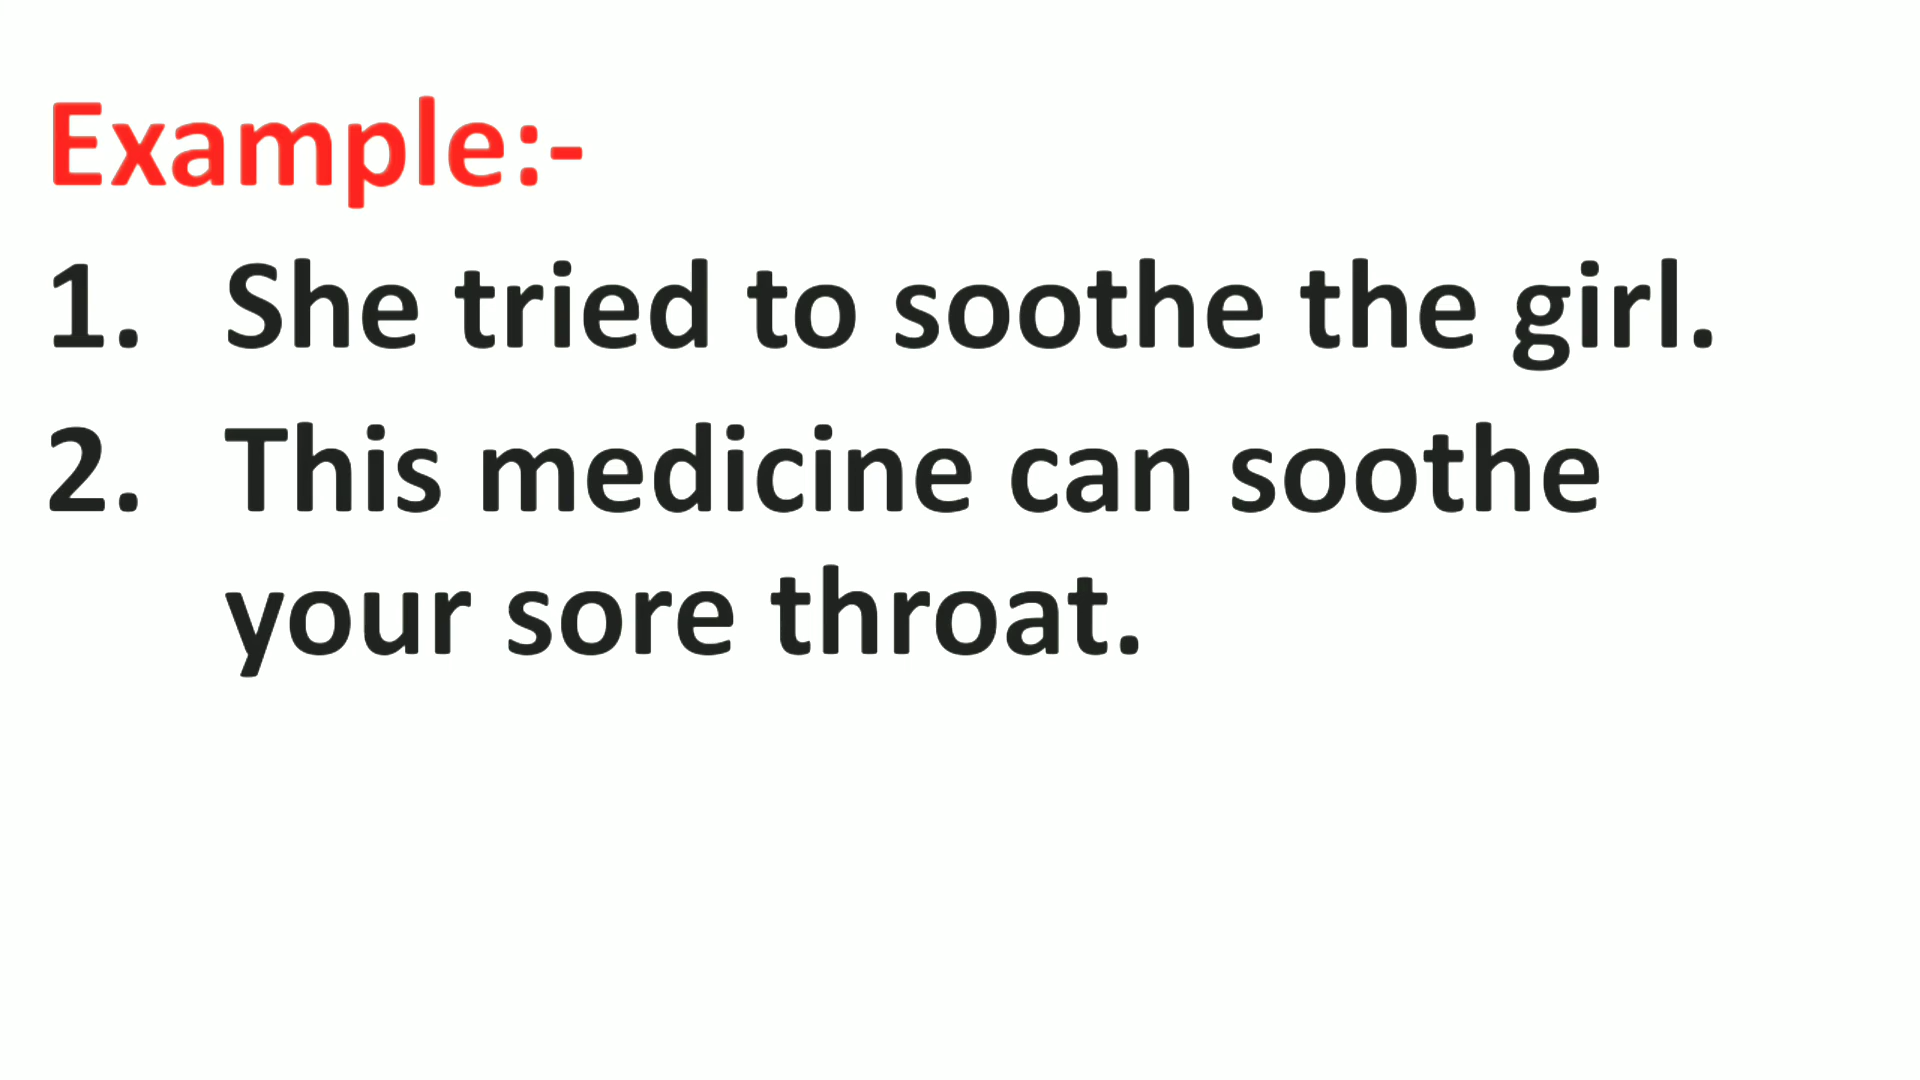 Example:-
1. She tried to soothe the girl.
2. This medicine can soothe
your sore throat.